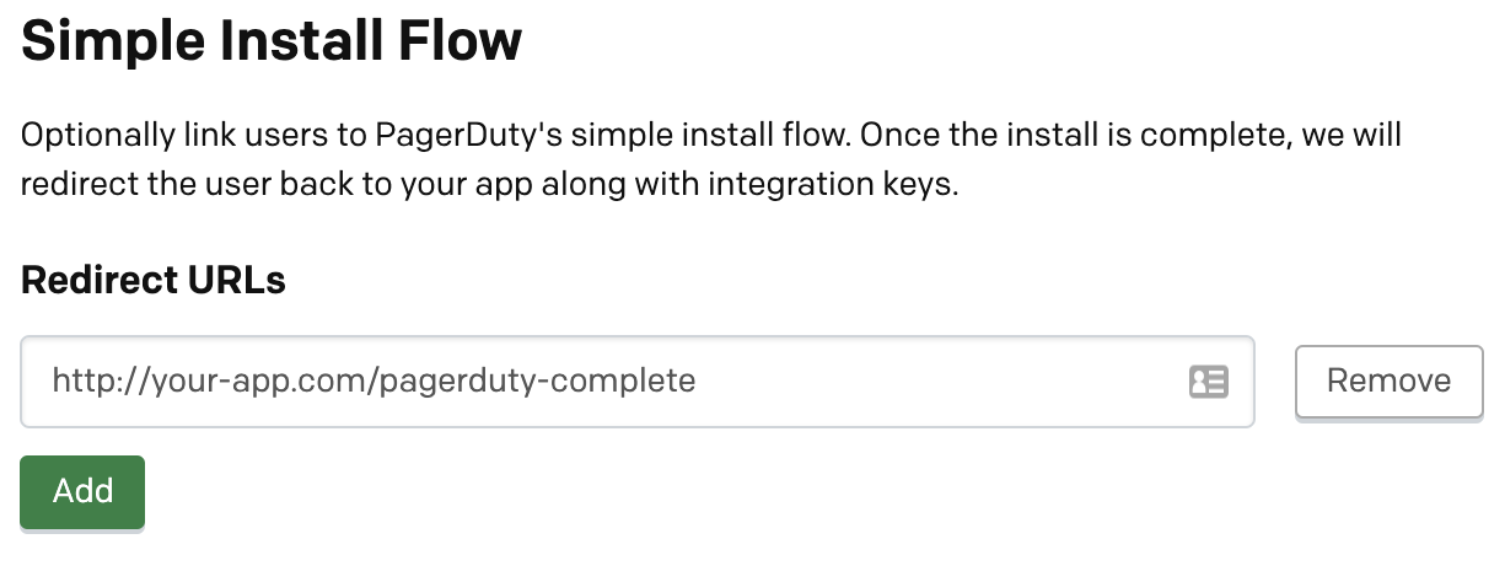 Simple Install Flow
Optionally link users to PagerDuty's simple install flow. Once the install is complete, we will
redirect the user back to your app along with integration keys.
Redirect URLs
http://your-app.com/pagerduty-complete
Remove
Add